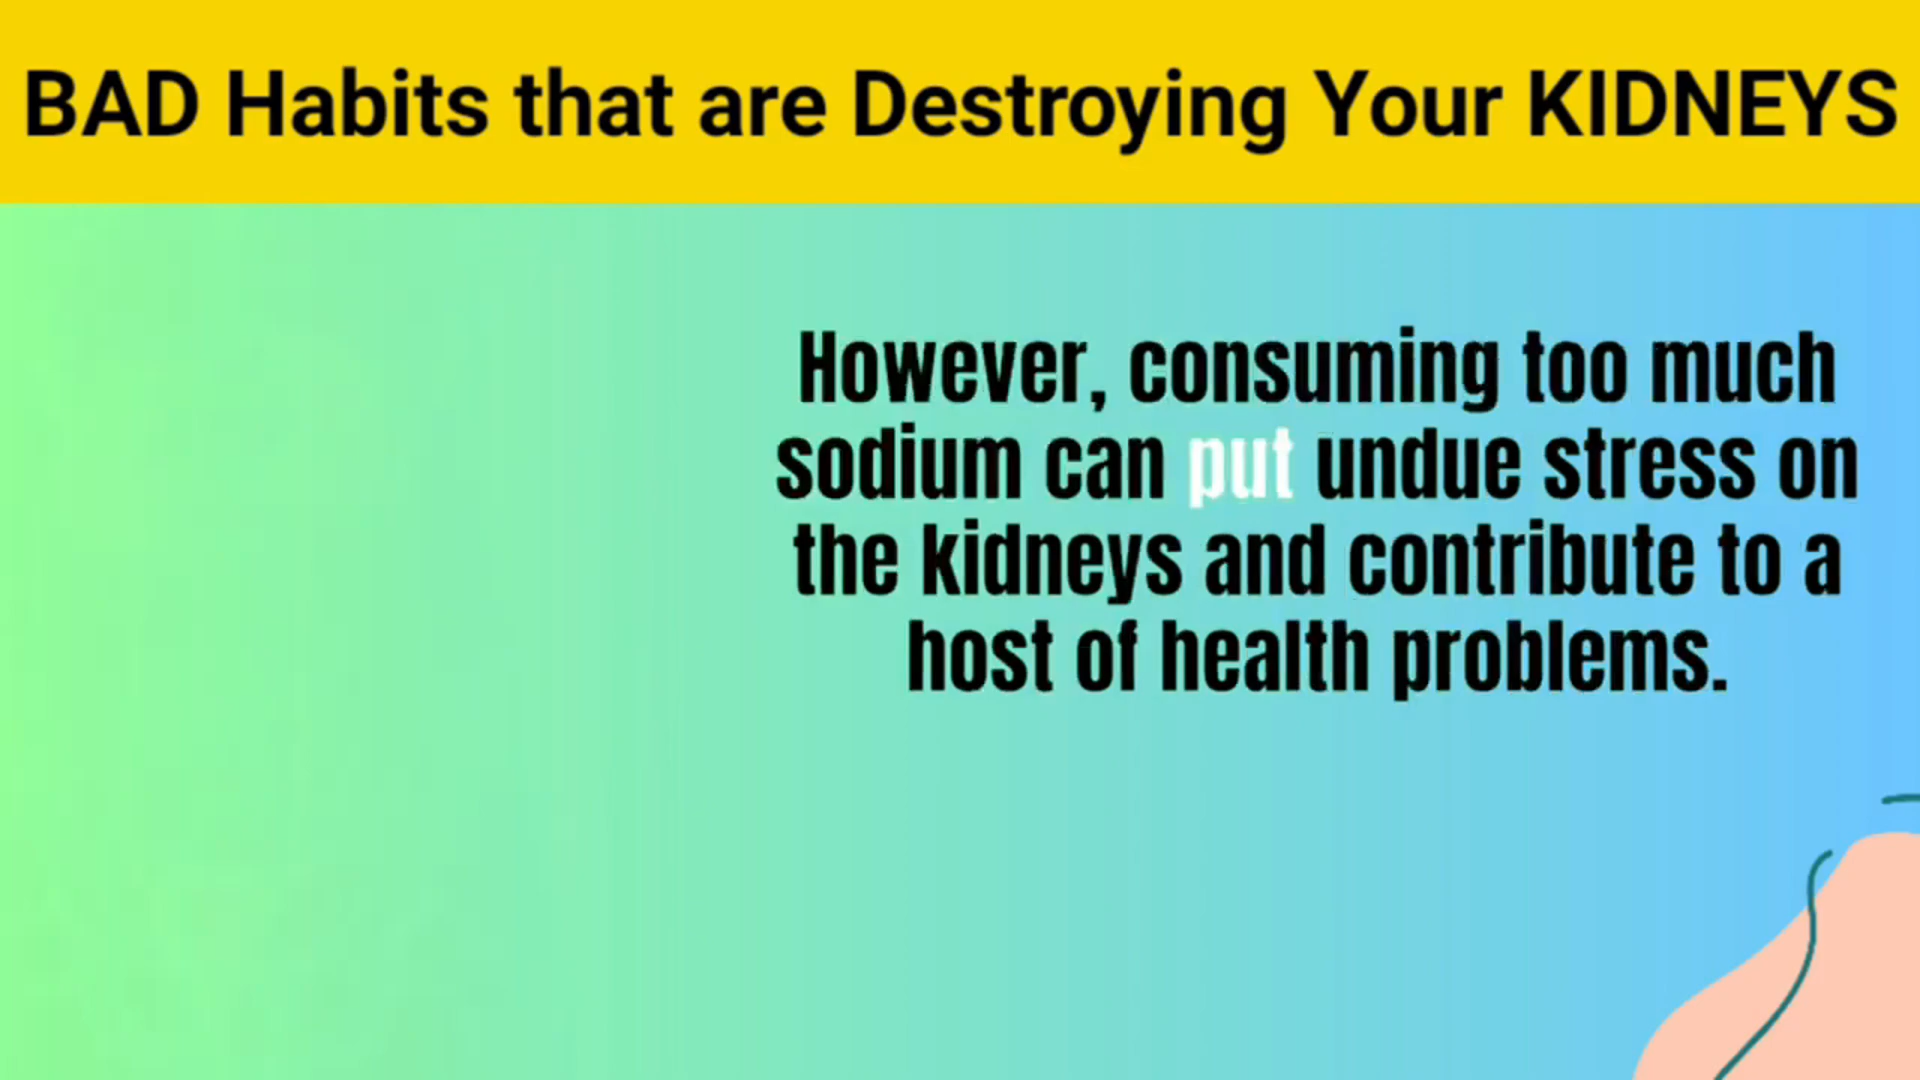 BAD Habits that are Destroying Your KIDNEYS
However, consuming too much
sodium can put undue stress on
the kidneys and contribute to a
host of health problems.